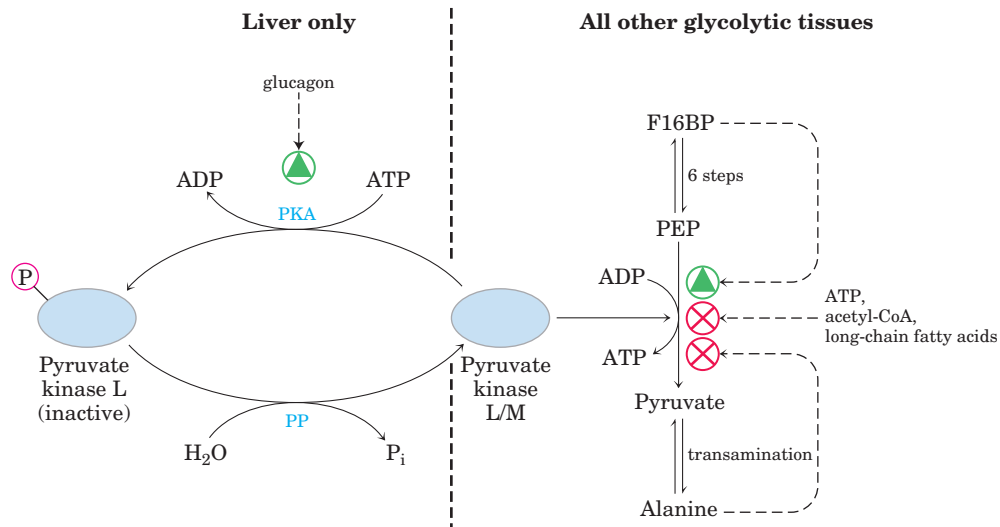 Liver only
All other glycolytic tissues
glucagon
F16BP
ADP
ATP
6 steps
PKA
PEP
P
ADP
ATP,
acetyl-CoA,
long-chain fatty acids
ATP
Pyruvate
kinase L
(inactive)
Pyruvate
kinase
L/M
Pyruvate
PP
H₂O
Pᵢ
transamination
Alanine